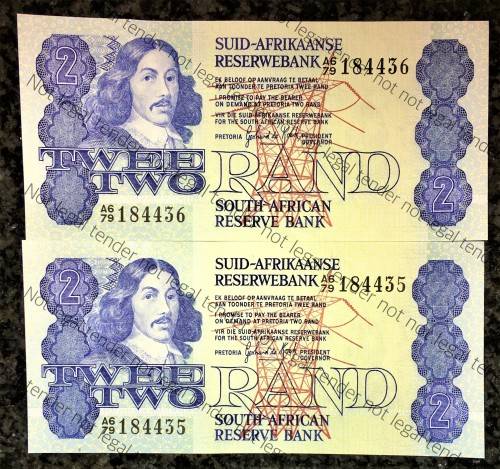 2
SUID-AFRIKAANSE
RESERWEBANK
A6
79 184436
EK BELOOF OP AANVRAAG TE BETAAL
AAN TOONDER TE PRETORIA TWEE RAND
I PROMISE TO PAY THE BEARER
ON DEMAND AT PRETORIA TWO RAND
VIR DIE SUID-AFRIKAANSE RESERWEBANK
FOR THE SOUTH AFRICAN RESERVE BANK
PRETORIA PRESIDENT
GOVERNOR
TWEE
TWO RAND 2
A6
79 184436
SOUTH AFRICAN
RESERVE BANK
2
SUID-AFRIKAANSE
RESERWEBANK
A6
79 184435
EK BELOOF OP AANVRAAG TE BETAAL
AAN TOONDER TE PRETORIA TWEE RAND
I PROMISE TO PAY THE BEARER
ON DEMAND AT PRETORIA TWO RAND
VIR DIE SUID-AFRIKAANSE RESERWEBANK
FOR THE SOUTH AFRICAN RESERVE BANK
PRETORIA PRESIDENT
GOVERNOR
TWEE
TWO RAND 2
A6
79 184435
SOUTH AFRICAN
RESERVE BANK
Not legal tender not legal tender not legal tender